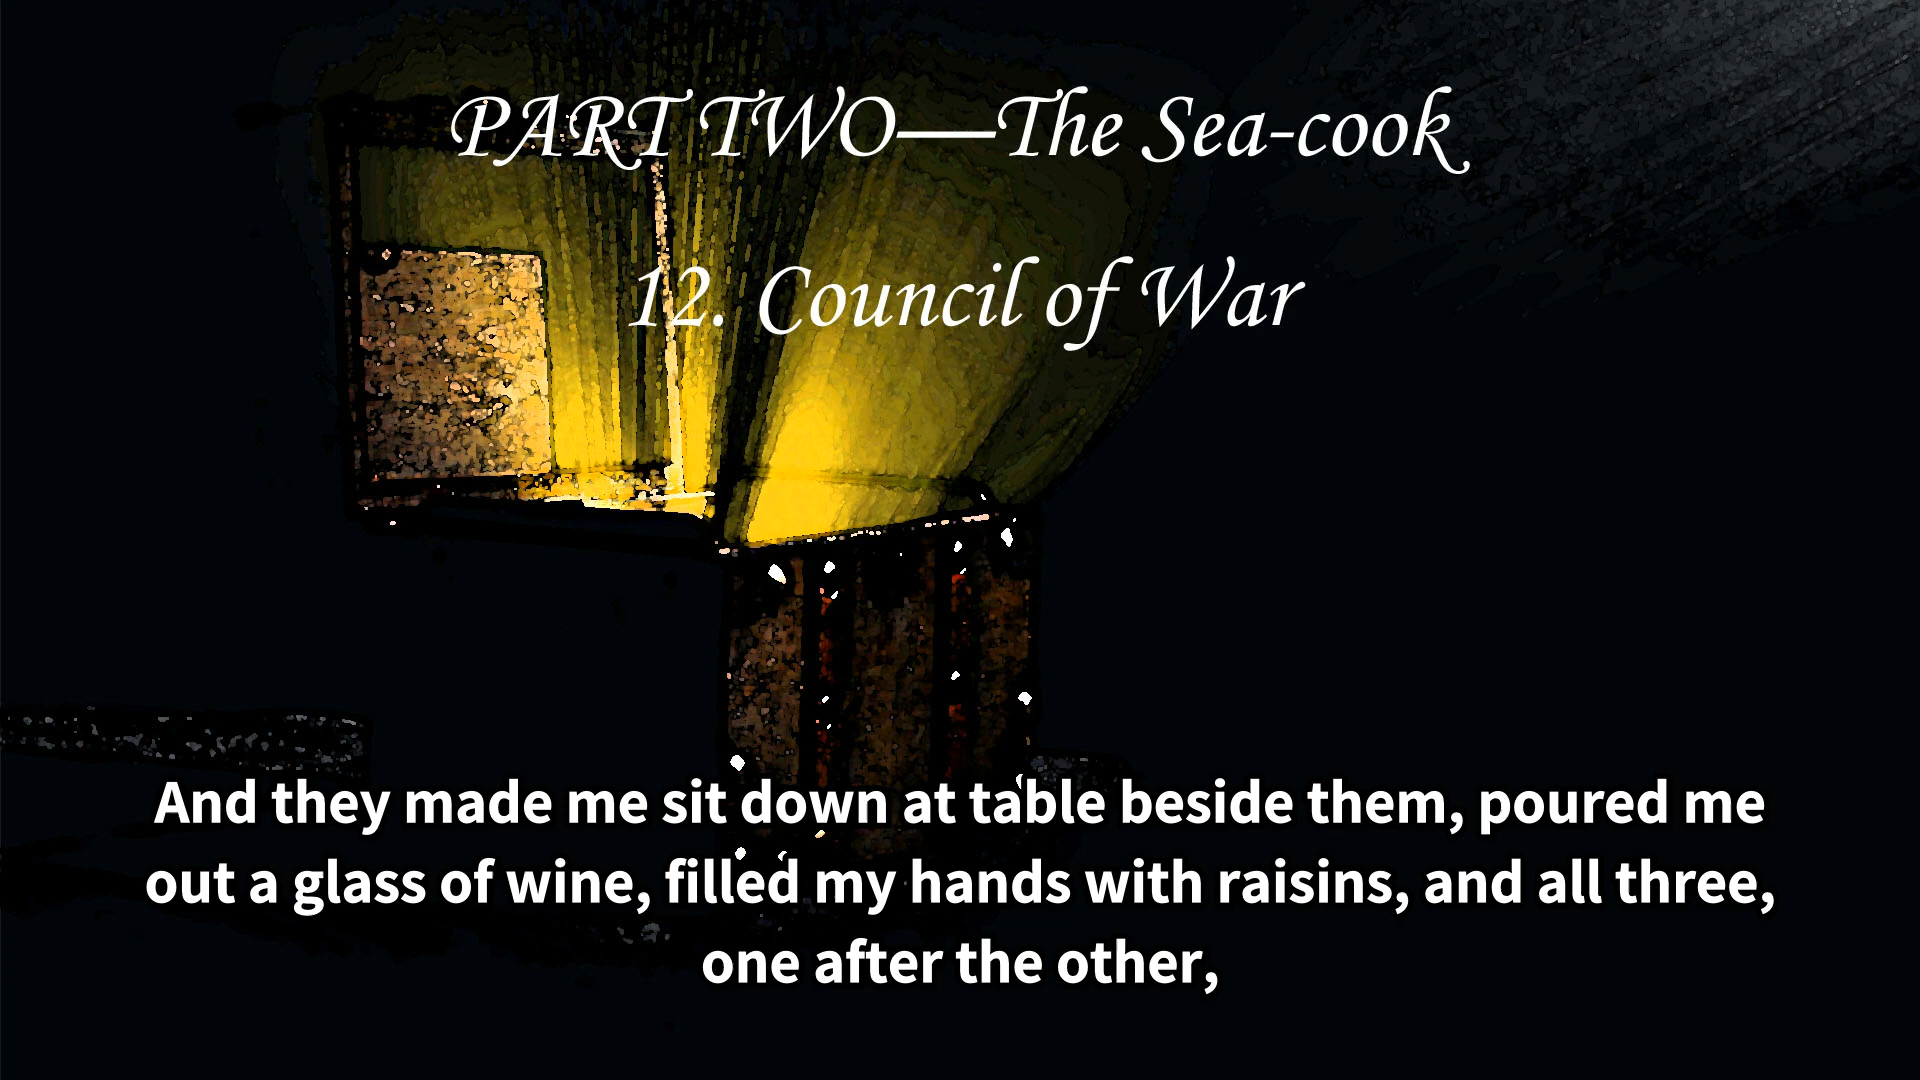 PART TWO—The Sea-cook
12. Council of War
And they made me sit down at table beside them, poured me
out a glass of wine, filled my hands with raisins, and all three,
one after the other,